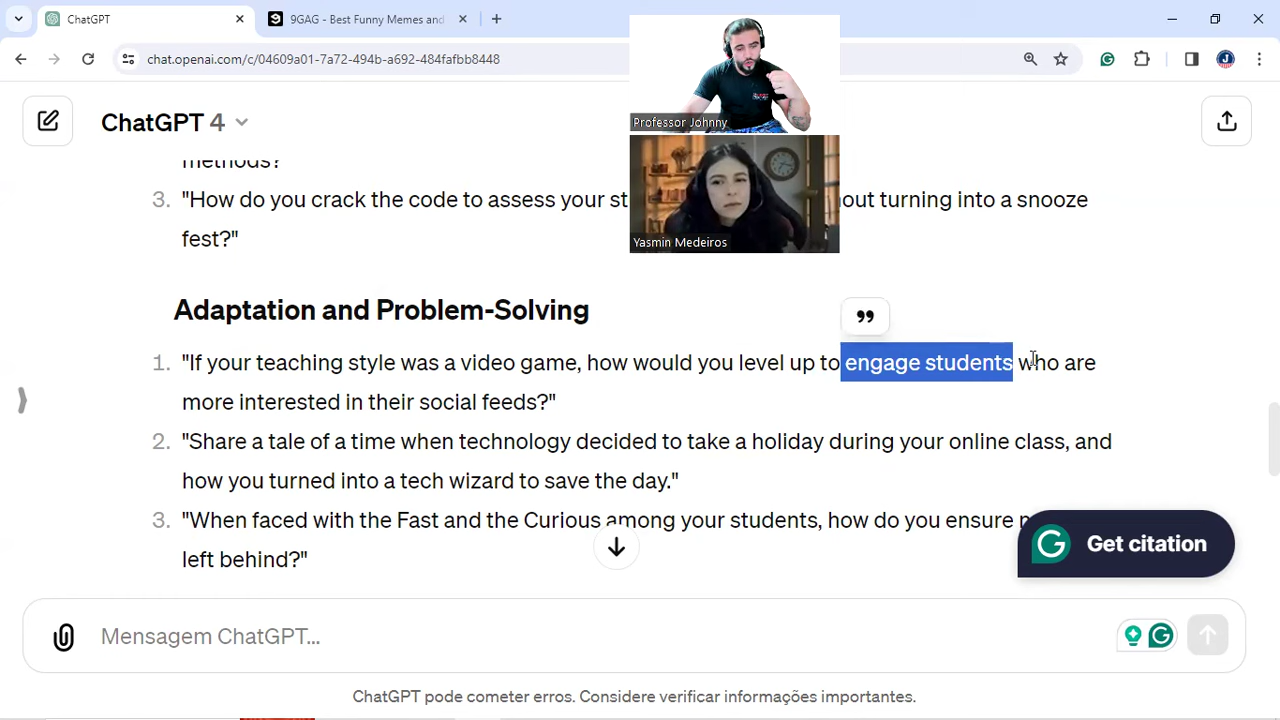 ChatGPT
9GAG - Best Funny Memes and
chat.openai.com/c/04609a01-7a72-494b-a692-484fafbb8448
ChatGPT 4
Professor Johnny
Yasmin Medeiros
methods?
3. "How do you crack the code to assess your st out turning into a snooze
fest?"
Adaptation and Problem-Solving
1. "If your teaching style was a video game, how would you level up to engage students who are
more interested in their social feeds?"
2. "Share a tale of a time when technology decided to take a holiday during your online class, and
how you turned into a tech wizard to save the day."
3. "When faced with the Fast and the Curious among your students, how do you ensure
left behind?"
Get citation
Mensagem ChatGPT...
ChatGPT pode cometer erros. Considere verificar informações importantes.